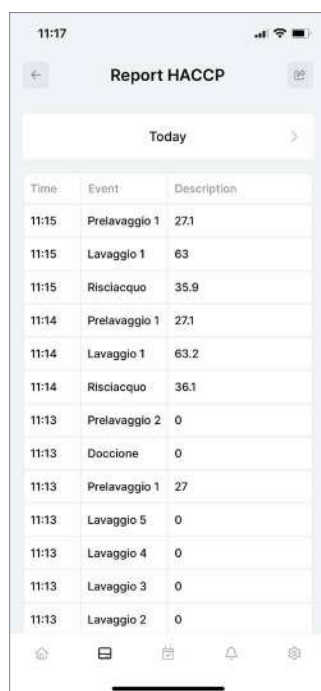 11:17
Report HACCP
Today
Time Event Description
11:15 Prelavaggio 1 27.1
11:15 Lavaggio 1 63
11:15 Risciacquo 35.9
11:14 Prelavaggio 1 27.1
11:14 Lavaggio 1 63.2
11:14 Risciacquo 36.1
11:13 Prelavaggio 2 0
11:13 Doccione 0
11:13 Prelavaggio 1 27
11:13 Lavaggio 5 0
11:13 Lavaggio 4 0
11:13 Lavaggio 3 0
11:13 Lavaggio 2 0